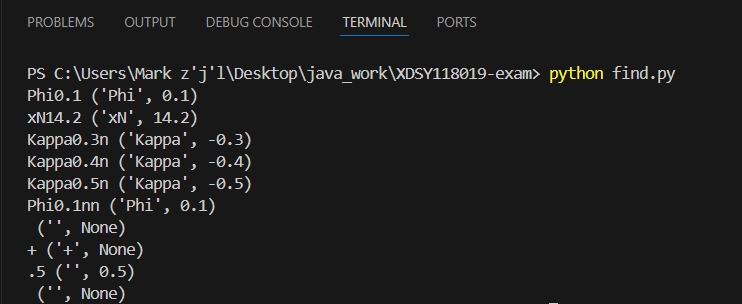 PROBLEMS OUTPUT DEBUG CONSOLE TERMINAL PORTS
PS C:\Users\Mark z'j'l\Desktop\java_work\XDSY118019-exam> python find.py
Phi0.1 ('Phi', 0.1)
xN14.2 ('xN', 14.2)
Kappa0.3n ('Kappa', -0.3)
Kappa0.4n ('Kappa', -0.4)
Kappa0.5n ('Kappa', -0.5)
Phi0.1nn ('Phi', 0.1)
 ('', None)
+ ('+', None)
.5 ('', 0.5)
 ('', None)